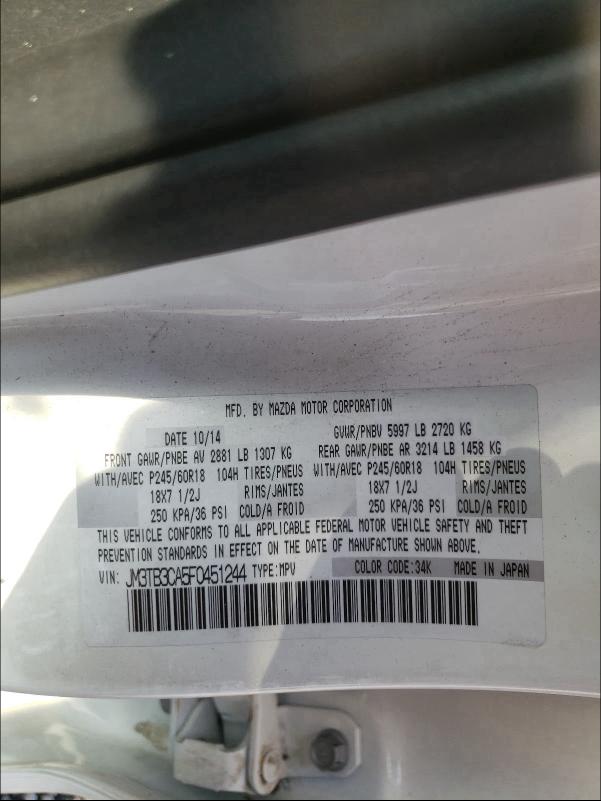 MFD. BY MAZDA MOTOR CORPORATION
DATE 10/14 GVWR/PNBV 5997 LB 2720 KG
FRONT GAWR/PNBE AV 2881 LB 1307 KG REAR GAWR/PNBE AR 3214 LB 1458 KG
WITH/AVEC P245/60R18 104H TIRES/PNEUS WITH/AVEC P245/60R18 104H TIRES/PNEUS
18X7 1/2J RIMS/JANTES 18X7 1/2J RIMS/JANTES
250 KPA/36 PSI COLD/A FROID 250 KPA/36 PSI COLD/A FROID
THIS VEHICLE CONFORMS TO ALL APPLICABLE FEDERAL MOTOR VEHICLE SAFETY AND THEFT
PREVENTION STANDARDS IN EFFECT ON THE DATE OF MANUFACTURE SHOWN ABOVE.
VIN: JM3TB3CA5F0451244 TYPE:MPV COLOR CODE:34K MADE IN JAPAN